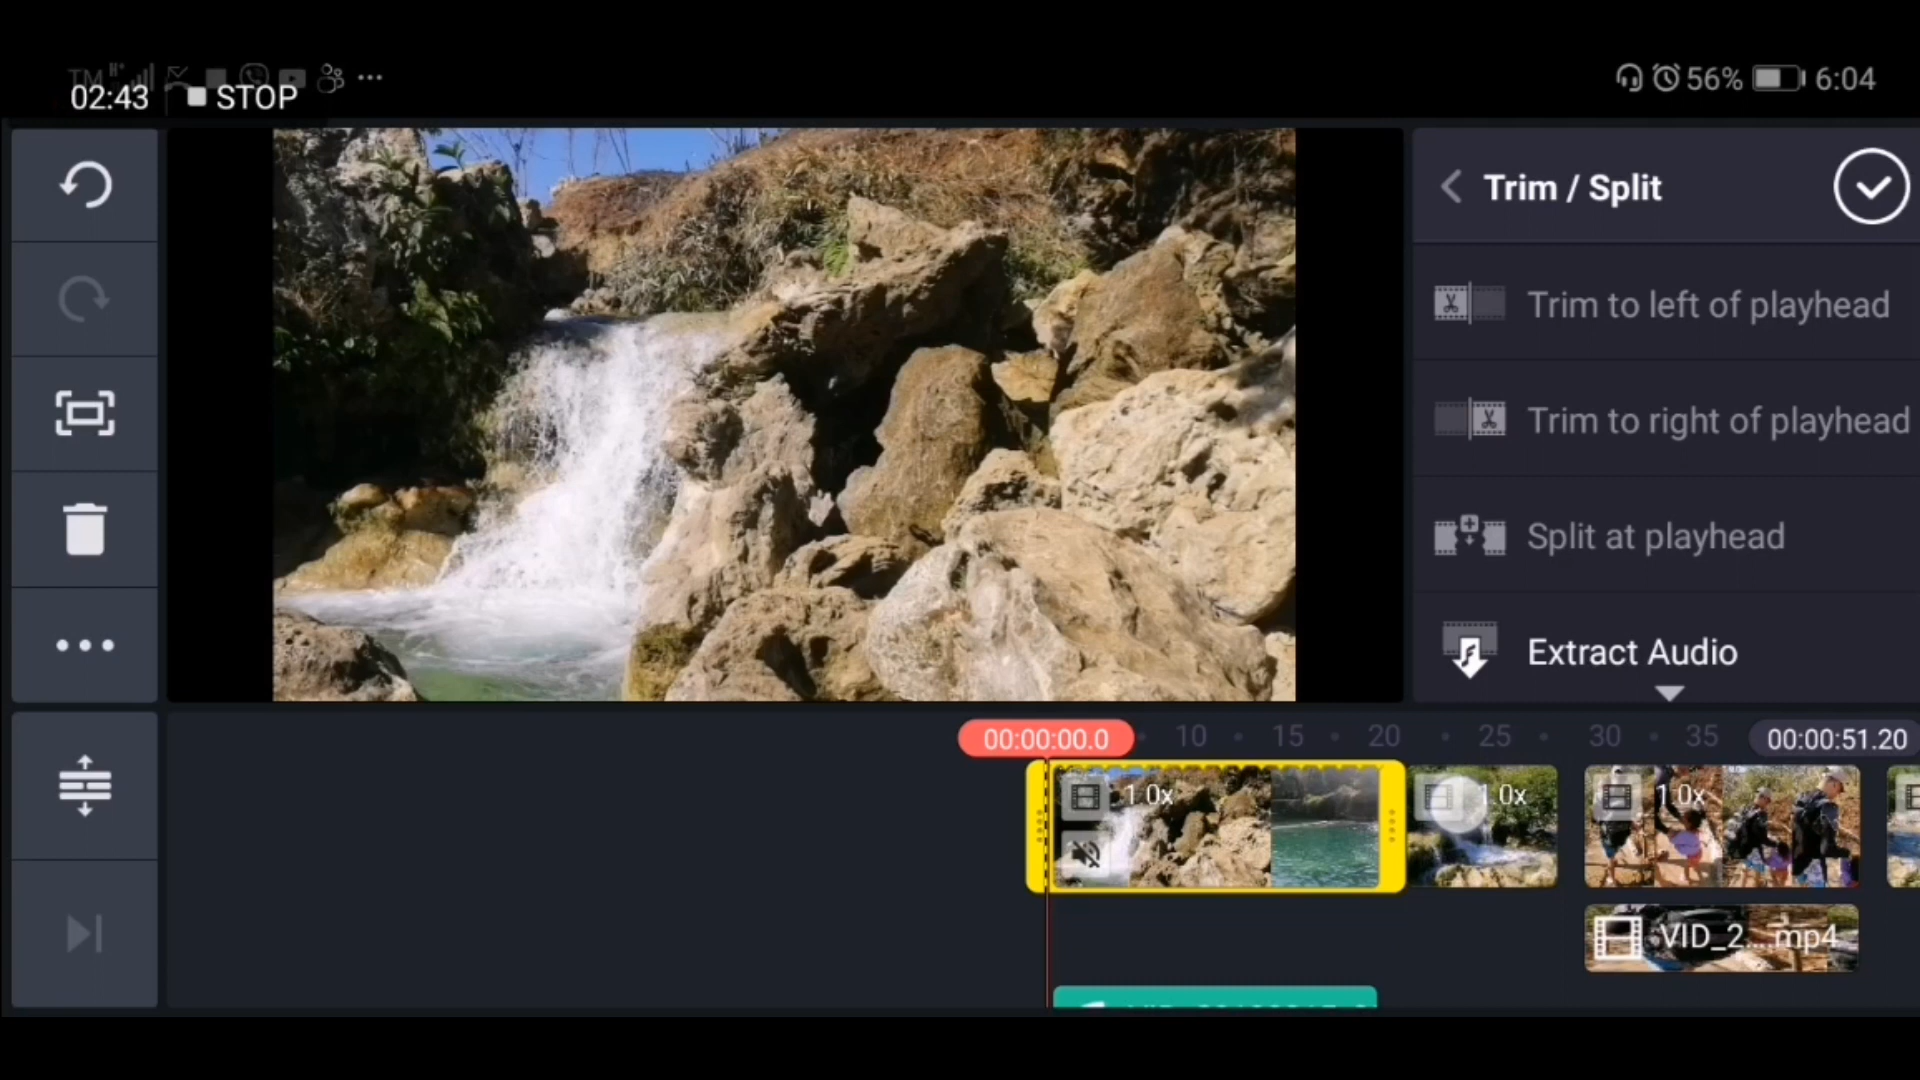 TM H+
56% 6:04
02:43 STOP
Trim / Split
Trim to left of playhead
Trim to right of playhead
Split at playhead
Extract Audio
00:00:00.0 10 15 20 25 30 35 00:00:51.20
1.0x 1.0x 1.0x
VID_2....mp4